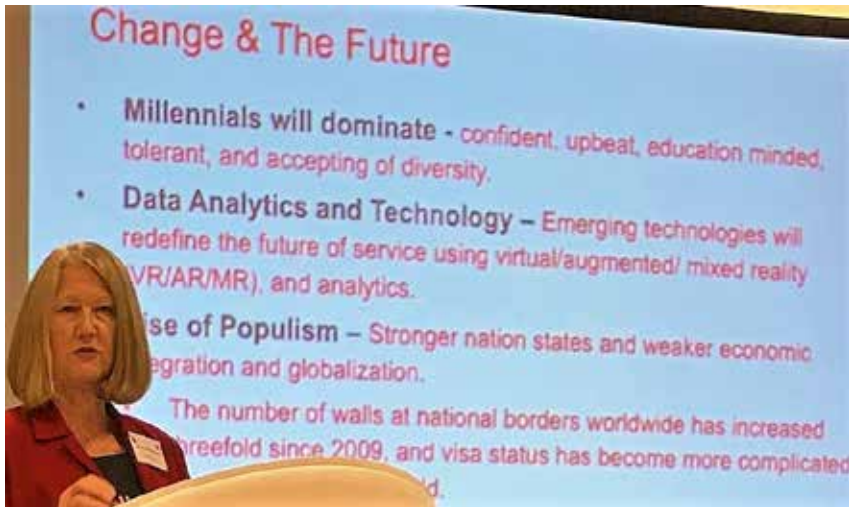 Change & The Future
• Millennials will dominate - confident, upbeat, education minded,
tolerant, and accepting of diversity.
• Data Analytics and Technology – Emerging technologies will
redefine the future of service using virtual/augmented/ mixed reality
VR/AR/MR), and analytics.
ise of Populism – Stronger nation states and weaker economic
egration and globalization.
The number of walls at national borders worldwide has increased
hreefold since 2009, and visa status has become more complicated
d.